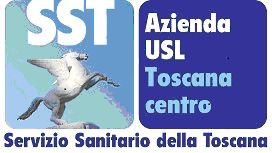 SST
Azienda
USL
Toscana
centro
Servizio Sanitario della Toscana